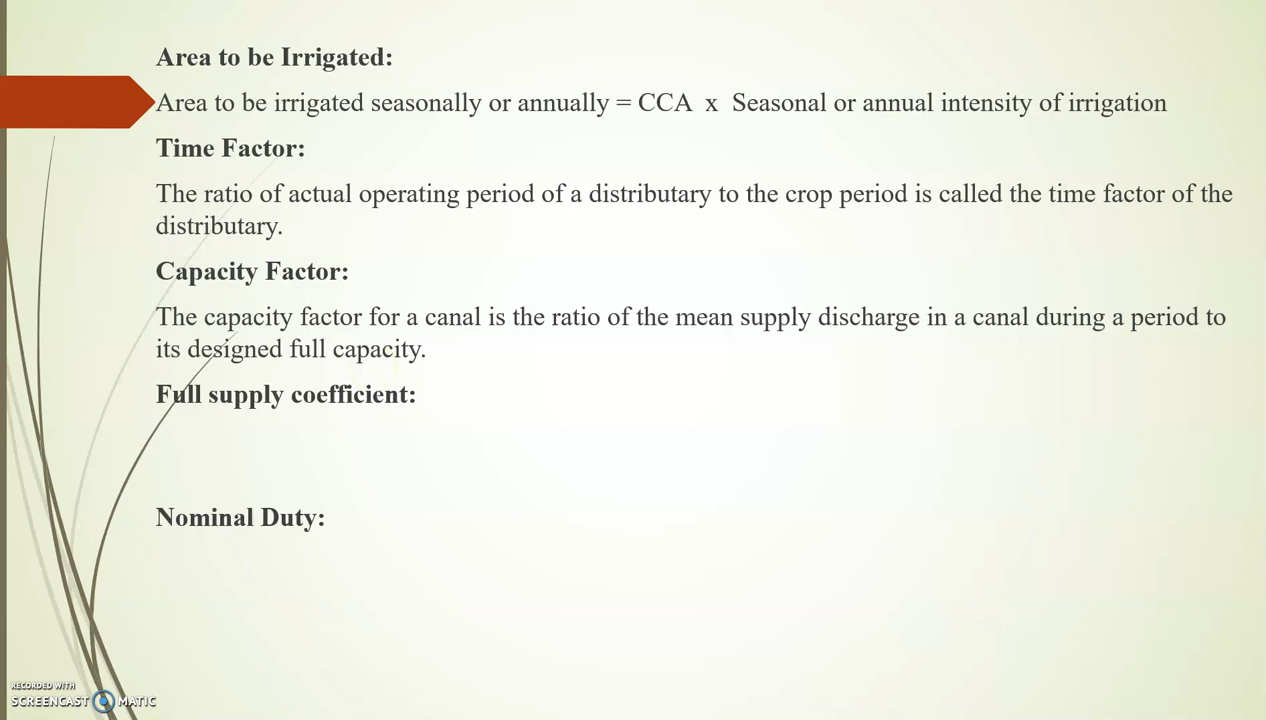 Area to be Irrigated:
Area to be irrigated seasonally or annually = CCA x Seasonal or annual intensity of irrigation
Time Factor:
The ratio of actual operating period of a distributary to the crop period is called the time factor of the
distributary.
Capacity Factor:
The capacity factor for a canal is the ratio of the mean supply discharge in a canal during a period to
its designed full capacity.
Full supply coefficient:
Nominal Duty:
RECORDED WITH
SCREENCAST MATIC